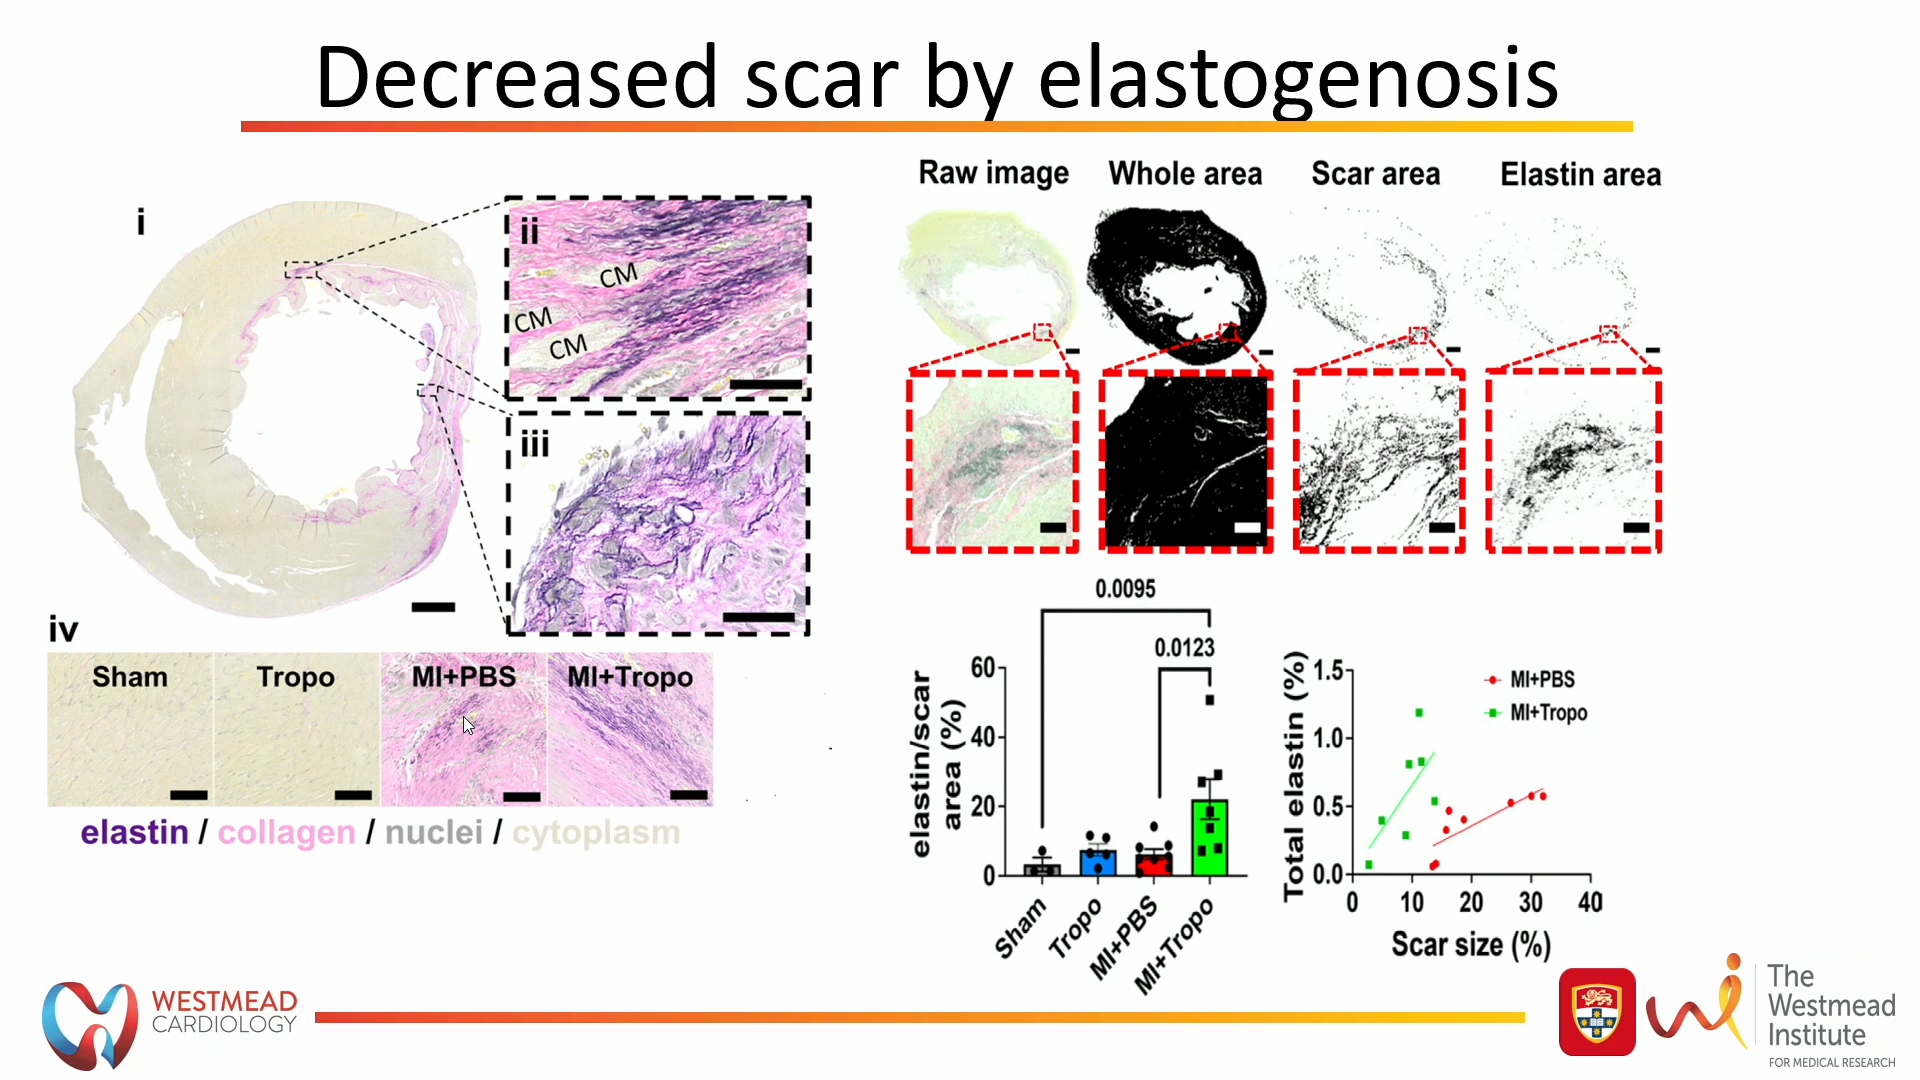 Decreased scar by elastogenosis
i
ii
CM
CM
CM
iii
iv
Sham
Tropo
MI+PBS
MI+Tropo
elastin / collagen / nuclei / cytoplasm
Raw image
Whole area
Scar area
Elastin area
0.0095
0.0123
elastin/scar
area (%)
60
40
20
0
Sham
Tropo
MI+PBS
MI+Tropo
Total elastin (%)
1.5
1.0
0.5
0.0
MI+PBS
MI+Tropo
0 10 20 30 40
Scar size (%)
WESTMEAD
CARDIOLOGY
The
Westmead
Institute
FOR MEDICAL RESEARCH